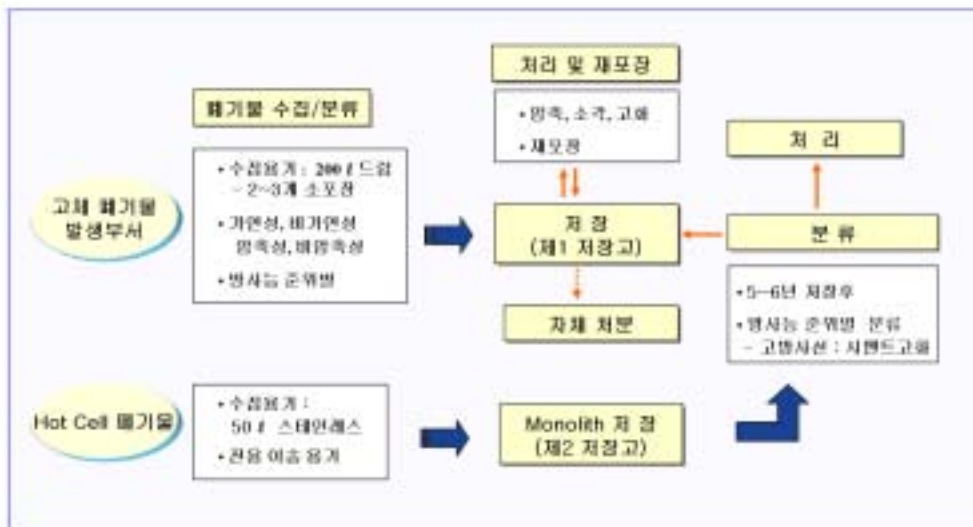 처리 및 재포장
• 압축, 소각, 고화
• 재포장
폐기물 수집/분류
• 수집용기 : 200ℓ 드럼
- 2~3개 소포장
• 가연성, 비가연성
압축성, 비압축성
• 방사능 준위별
고체 폐기물
발생부서
저 장
(제1 저장고)
자체 처분
처 리
분 류
• 5~6년 저장후
• 방사능 준위별 분류
- 고방사선 : 시멘트고화
Hot Cell 폐기물
• 수집용기 :
50ℓ 스테인레스
• 전용 이송 용기
Monolith 저 장
(제2 저장고)